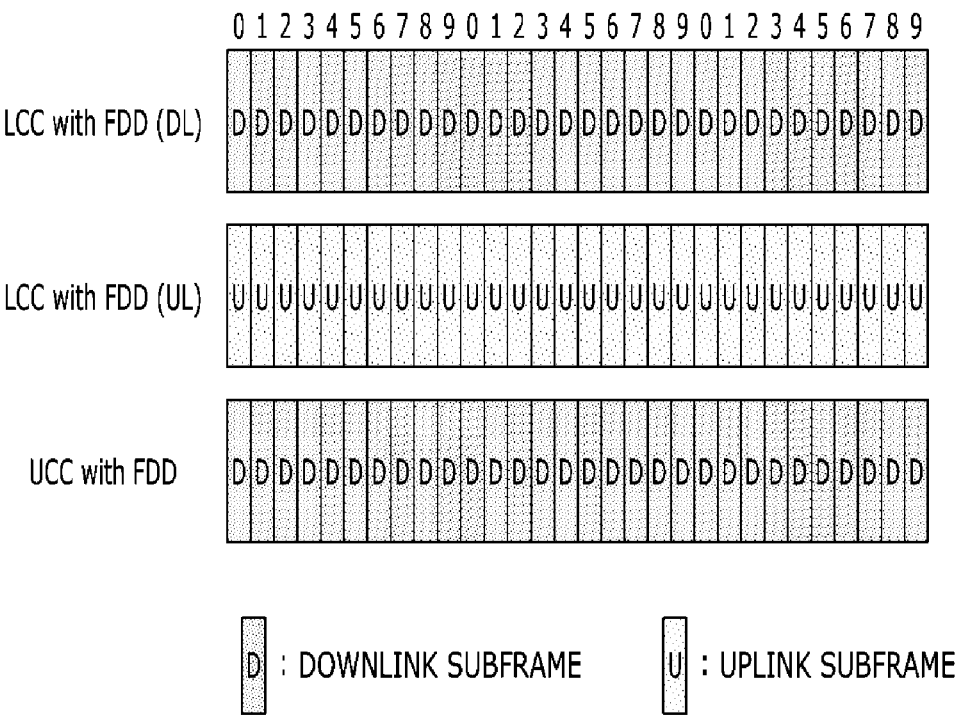 0 1 2 3 4 5 6 7 8 9 0 1 2 3 4 5 6 7 8 9 0 1 2 3 4 5 6 7 8 9
LCC with FDD (DL) D D D D D D D D D D D D D D D D D D D D D D D D D D D D D D
LCC with FDD (UL) U U U U U U U U U U U U U U U U U U U U U U U U U U U U U U
UCC with FDD D D D D D D D D D D D D D D D D D D D D D D D D D D D D D D
D : DOWNLINK SUBFRAME U : UPLINK SUBFRAME